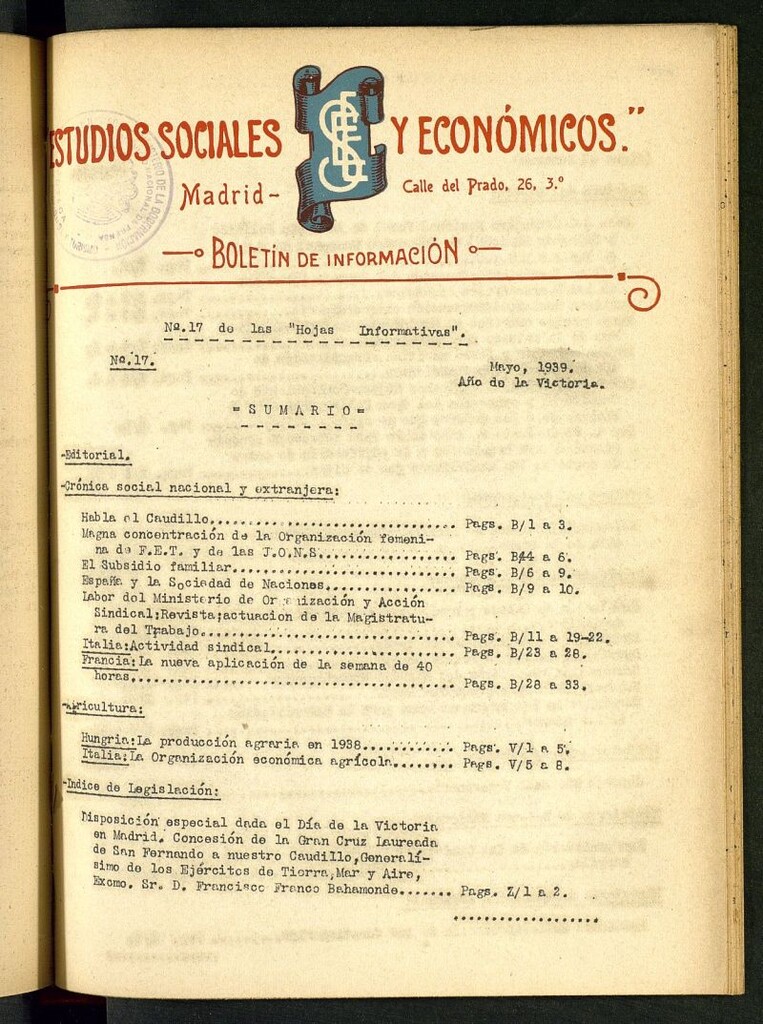 ESTUDIOS SOCIALES Y ECONÓMICOS."
Madrid- Calle del Prado, 26, 3.º
BOLETÍN DE INFORMACIÓN
Nº.17 de las "Hojas Informativas".
Nº.17.
Mayo, 1939.
Año de la Victoria.
= S U M A R I O =
-Editorial.
-Crónica social nacional y extranjera:
Habla el Caudillo.................................... Pags. B/1 a 3.
Magna concentración de la Organización femeni-
na de F.E.T. y de las J.O.N.S.................... Pags. B/4 a 6.
El Subsidio familiar................................. Pags. B/6 a 9.
España y la Sociedad de Naciones..................... Pags. B/9 a 10.
Labor del Ministerio de Organización y Acción
Sindical;Revista;actuacion de la Magistratu-
ra del Trabajo................................... Pags. B/11 a 19-22.
Italia:Actividad sindical............................ Pags. B/23 a 28.
Francia: La nueva aplicación de la semana de 40
horas............................................ Pags. B/28 a 33.
-Agricultura:
Hungria:La producción agraria en 1938............ Pags. V/1 a 5.
Italia:La Organización económica agrícola........ Pags. V/5 a 8.
-Indice de Legislación:
Disposición especial dada el Día de la Victoria
en Madrid. Concesión de la Gran Cruz Laureada
de San Fernando a nuestro Caudillo,Generalí-
simo de los Ejércitos de Tierra,Mar y Aire,
Excmo. Sr. D. Francisco Franco Bahamonde....... Pags. Z/1 a 2.
...................